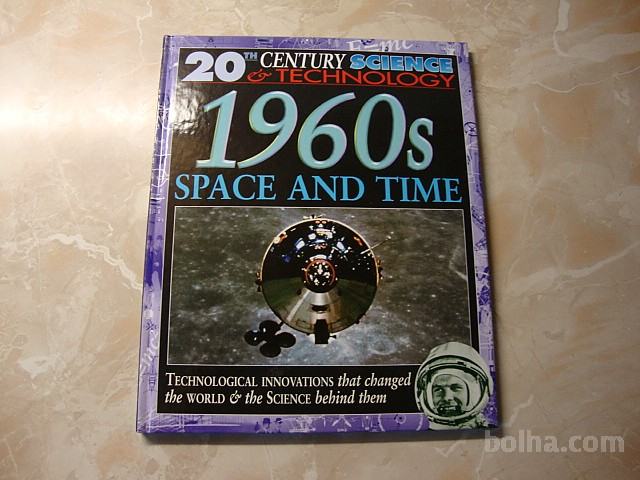 20TH CENTURY SCIENCE
& TECHNOLOGY
1960s
SPACE AND TIME
TECHNOLOGICAL INNOVATIONS that changed
the WORLD & the SCIENCE behind them
bolha.com